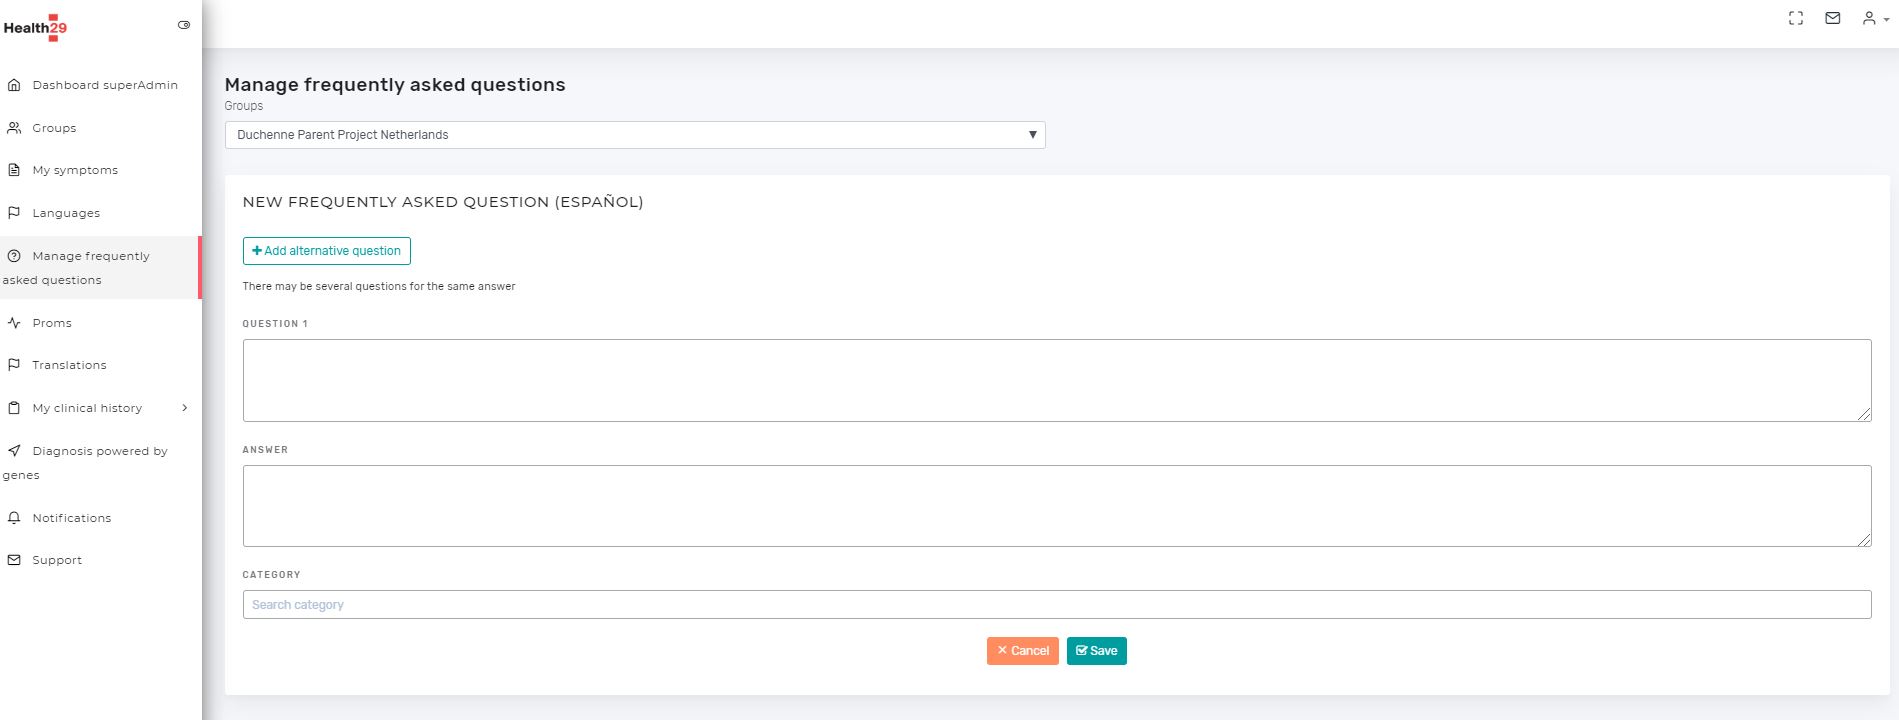 Health29
Dashboard superAdmin
Groups
My symptoms
Languages
Manage frequently
asked questions
Proms
Translations
My clinical history
Diagnosis powered by
genes
Notifications
Support
Manage frequently asked questions
Groups
Duchenne Parent Project Netherlands
NEW FREQUENTLY ASKED QUESTION (ESPAÑOL)
Add alternative question
There may be several questions for the same answer
QUESTION 1
ANSWER
CATEGORY
Search category
Cancel
Save